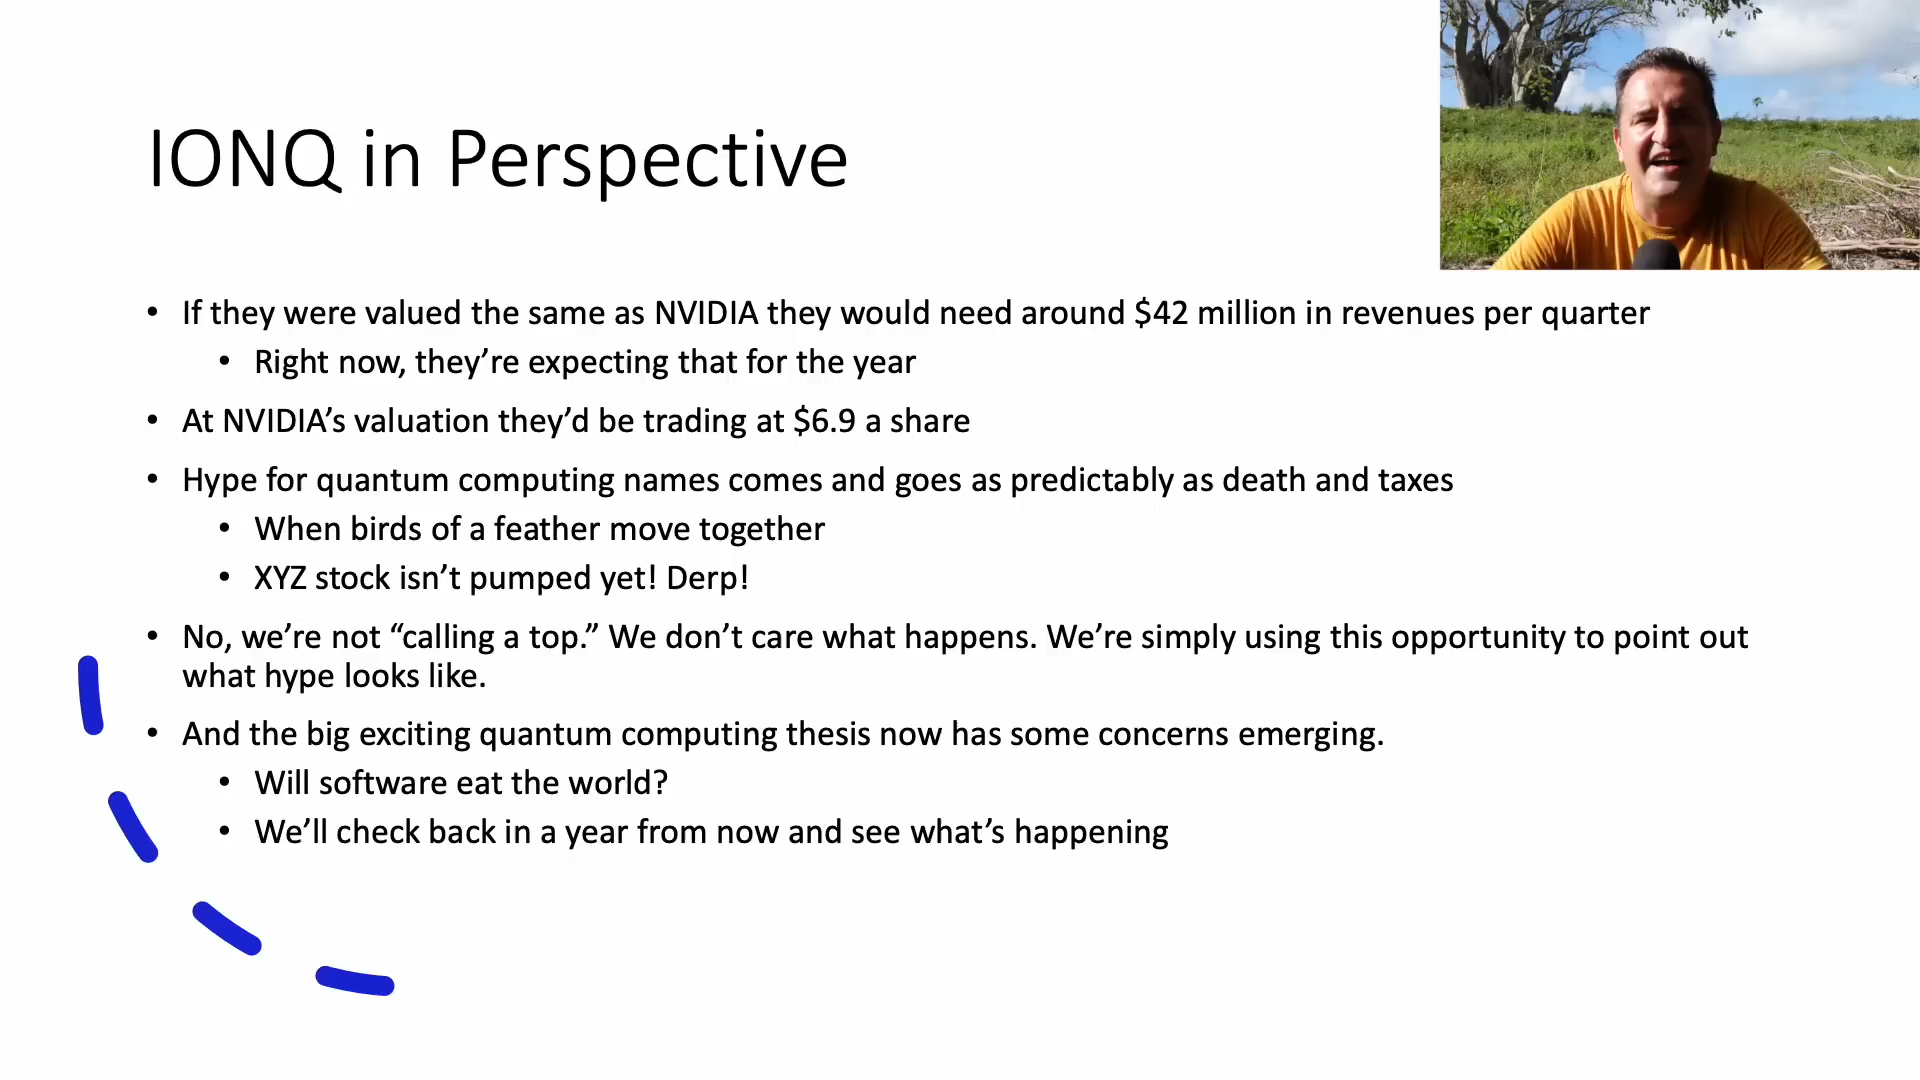 IONQ in Perspective
• If they were valued the same as NVIDIA they would need around $42 million in revenues per quarter
• Right now, they’re expecting that for the year
• At NVIDIA’s valuation they’d be trading at $6.9 a share
• Hype for quantum computing names comes and goes as predictably as death and taxes
• When birds of a feather move together
• XYZ stock isn’t pumped yet! Derp!
• No, we’re not “calling a top.” We don’t care what happens. We’re simply using this opportunity to point out
what hype looks like.
• And the big exciting quantum computing thesis now has some concerns emerging.
• Will software eat the world?
• We’ll check back in a year from now and see what’s happening